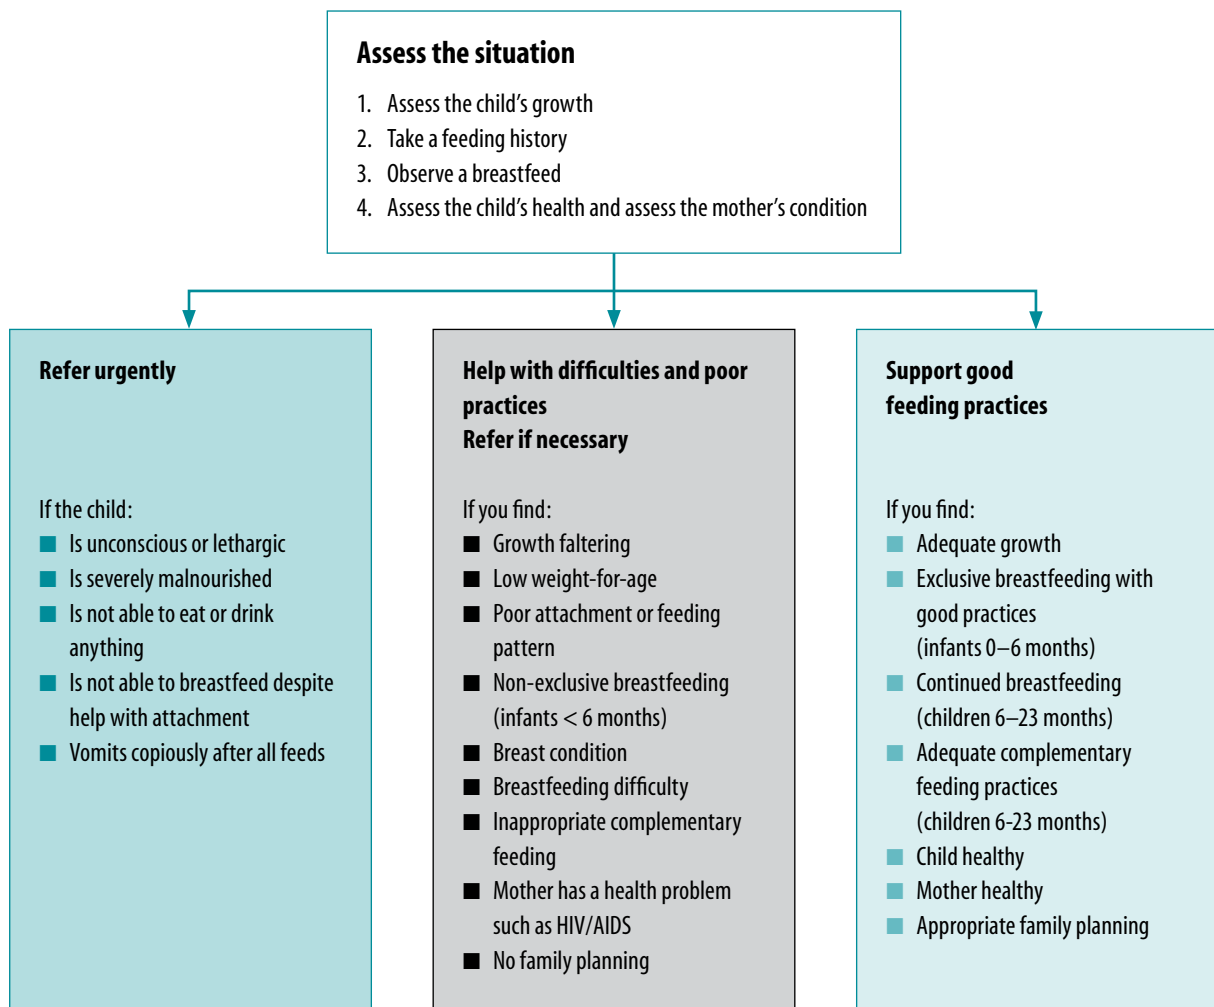 Assess the situation
1. Assess the child’s growth
2. Take a feeding history
3. Observe a breastfeed
4. Assess the child’s health and assess the mother’s condition
Refer urgently
If the child:
■ Is unconscious or lethargic
■ Is severely malnourished
■ Is not able to eat or drink
anything
■ Is not able to breastfeed despite
help with attachment
■ Vomits copiously after all feeds
Help with difficulties and poor
practices
Refer if necessary
If you find:
■ Growth faltering
■ Low weight-for-age
■ Poor attachment or feeding
pattern
■ Non-exclusive breastfeeding
(infants < 6 months)
■ Breast condition
■ Breastfeeding difficulty
■ Inappropriate complementary
feeding
■ Mother has a health problem
such as HIV/AIDS
■ No family planning
Support good
feeding practices
If you find:
■ Adequate growth
■ Exclusive breastfeeding with
good practices
(infants 0–6 months)
■ Continued breastfeeding
(children 6–23 months)
■ Adequate complementary
feeding practices
(children 6-23 months)
■ Child healthy
■ Mother healthy
■ Appropriate family planning